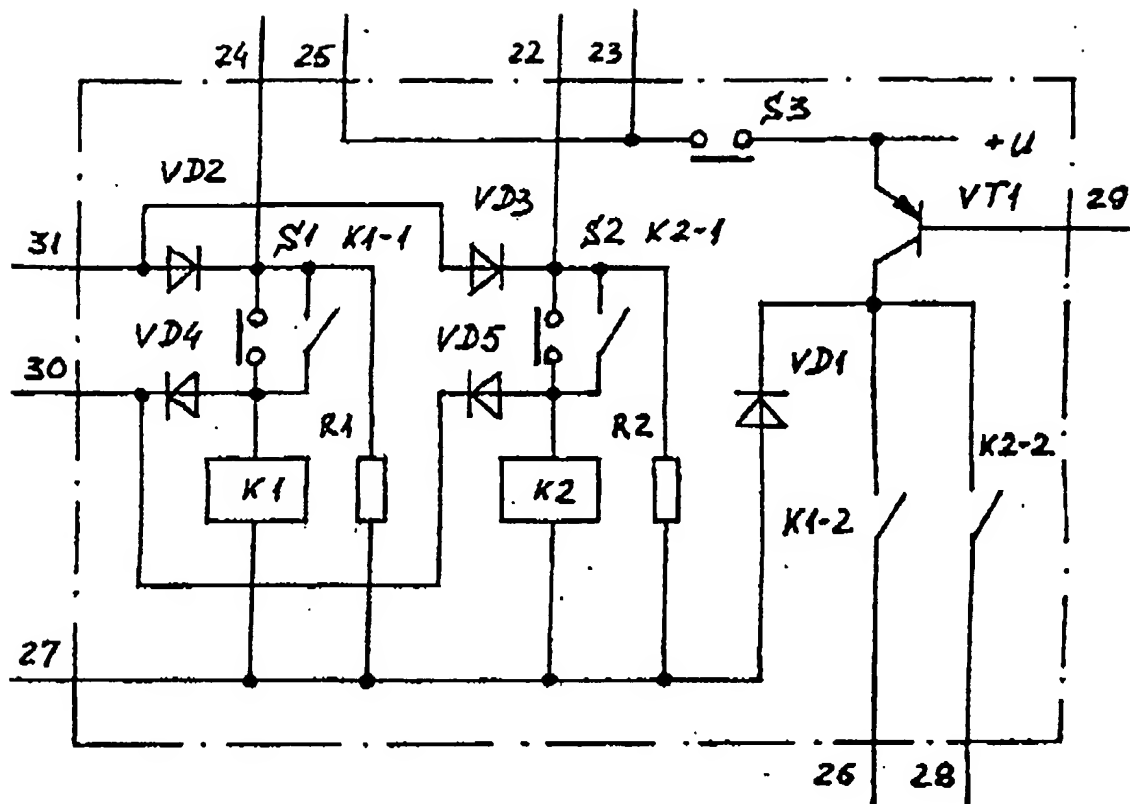 24 25 22 23
S3
+U
VD2
VD3
VT1
29
31
S1 K1-1
S2 K2-1
VD4
VD5
VD1
30
R1
R2
K2-2
K1
K2
K1-2
27
26 28